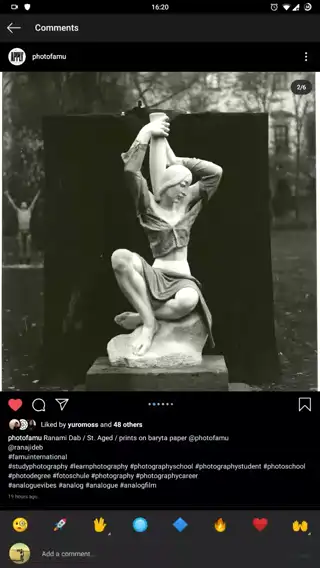 16:20
Comments
APPLY
photofamu
2/6
Liked by yuromoss and 48 others
photofamu Ranami Dab / St. Aged / prints on baryta paper @photofamu
@ranajideb
#famuinternational
#studyphotography #learnphotography #photographyschool #photographystudent #photoschool
#photodegree #fotoschule #photography #photographycareer
#analoguevibes #analog #analogue #analogfilm
19 hours ago
Add a comment...